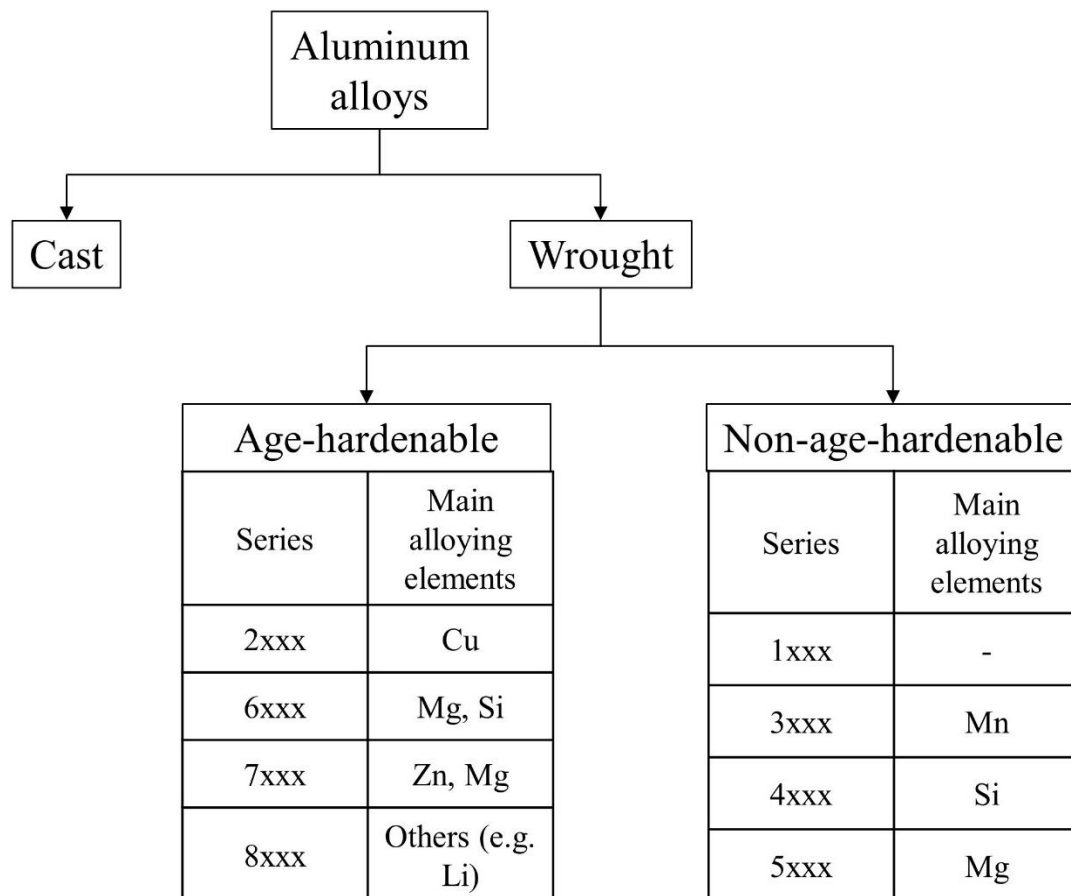 Aluminum
alloys
Cast
Wrought
Age-hardenable
Series
Main
alloying
elements
2xxx
Cu
6xxx
Mg, Si
7xxx
Zn, Mg
8xxx
Others (e.g.
Li)
Non-age-hardenable
Series
Main
alloying
elements
1xxx
-
3xxx
Mn
4xxx
Si
5xxx
Mg